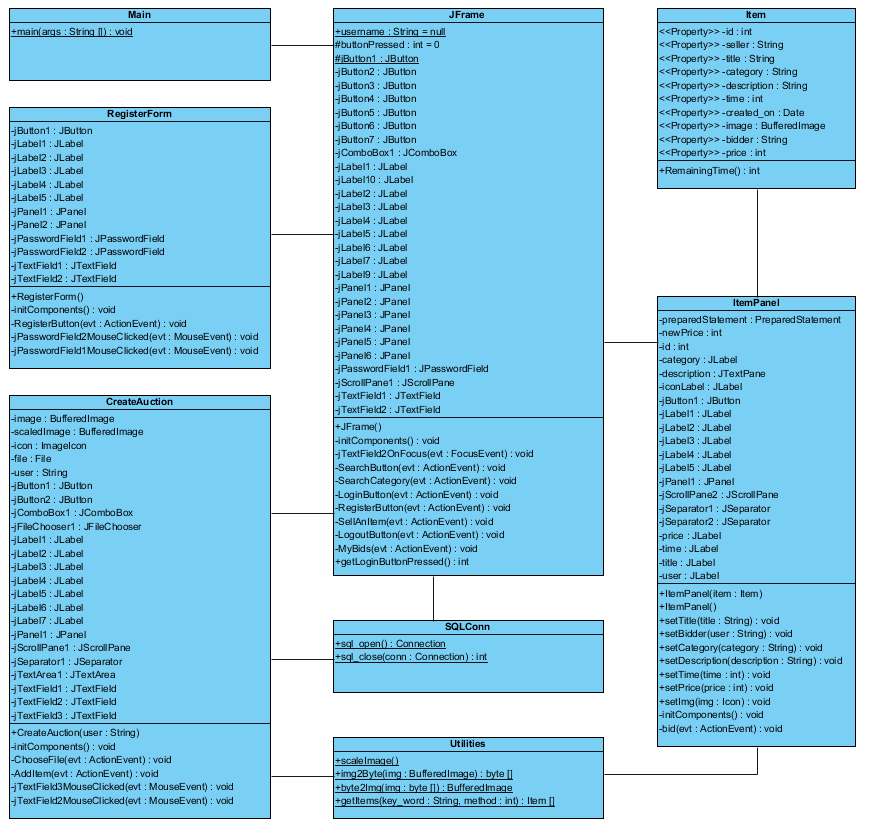 Main
+main(args : String []) : void
RegisterForm
-jButton1 : JButton
-jLabel1 : JLabel
-jLabel2 : JLabel
-jLabel3 : JLabel
-jLabel4 : JLabel
-jLabel5 : JLabel
-jPanel1 : JPanel
-jPanel2 : JPanel
-jPasswordField1 : JPasswordField
-jPasswordField2 : JPasswordField
-jTextField1 : JTextField
-jTextField2 : JTextField
+RegisterForm()
-initComponents() : void
-RegisterButton(evt : ActionEvent) : void
-jPasswordField2MouseClicked(evt : MouseEvent) : void
-jPasswordField1MouseClicked(evt : MouseEvent) : void
CreateAuction
-image : BufferedImage
-scaledImage : BufferedImage
-icon : ImageIcon
-file : File
-user : String
-jButton1 : JButton
-jButton2 : JButton
-jComboBox1 : JComboBox
-jFileChooser1 : JFileChooser
-jLabel1 : JLabel
-jLabel2 : JLabel
-jLabel3 : JLabel
-jLabel4 : JLabel
-jLabel5 : JLabel
-jLabel6 : JLabel
-jLabel7 : JLabel
-jPanel1 : JPanel
-jScrollPane1 : JScrollPane
-jSeparator1 : JSeparator
-jTextArea1 : JTextArea
-jTextField1 : JTextField
-jTextField2 : JTextField
-jTextField3 : JTextField
+CreateAuction(user : String)
-initComponents() : void
-ChooseFile(evt : ActionEvent) : void
-AddItem(evt : ActionEvent) : void
-jTextField3MouseClicked(evt : MouseEvent) : void
-jTextField2MouseClicked(evt : MouseEvent) : void
JFrame
+username : String = null
#buttonPressed : int = 0
#jButton1 : JButton
-jButton2 : JButton
-jButton3 : JButton
-jButton4 : JButton
-jButton5 : JButton
-jButton6 : JButton
-jButton7 : JButton
-jComboBox1 : JComboBox
-jLabel1 : JLabel
-jLabel10 : JLabel
-jLabel2 : JLabel
-jLabel3 : JLabel
-jLabel4 : JLabel
-jLabel5 : JLabel
-jLabel6 : JLabel
-jLabel7 : JLabel
-jLabel9 : JLabel
-jPanel1 : JPanel
-jPanel2 : JPanel
-jPanel3 : JPanel
-jPanel4 : JPanel
-jPanel5 : JPanel
-jPanel6 : JPanel
-jPasswordField1 : JPasswordField
-jScrollPane1 : JScrollPane
-jTextField1 : JTextField
-jTextField2 : JTextField
+JFrame()
-initComponents() : void
-jTextField2OnFocus(evt : FocusEvent) : void
-SearchButton(evt : ActionEvent) : void
-SearchCategory(evt : ActionEvent) : void
-LoginButton(evt : ActionEvent) : void
-RegisterButton(evt : ActionEvent) : void
-SellAnItem(evt : ActionEvent) : void
-LogoutButton(evt : ActionEvent) : void
-MyBids(evt : ActionEvent) : void
+getLoginButtonPressed() : int
SQLConn
+sql_open() : Connection
+sql_close(conn : Connection) : int
Utilities
+scaleImage()
+img2Byte(img : BufferedImage) : byte []
+byte2Img(img : byte []) : BufferedImage
+getItems(key_word : String, method : int) : Item []
Item
<<Property>> -id : int
<<Property>> -seller : String
<<Property>> -title : String
<<Property>> -category : String
<<Property>> -description : String
<<Property>> -time : int
<<Property>> -created_on : Date
<<Property>> -image : BufferedImage
<<Property>> -bidder : String
<<Property>> -price : int
+RemainingTime() : int
ItemPanel
-preparedStatement : PreparedStatement
-newPrice : int
-id : int
-category : JLabel
-description : JTextPane
-iconLabel : JLabel
-jButton1 : JButton
-jLabel1 : JLabel
-jLabel2 : JLabel
-jLabel3 : JLabel
-jLabel4 : JLabel
-jLabel5 : JLabel
-jPanel1 : JPanel
-jScrollPane2 : JScrollPane
-jSeparator1 : JSeparator
-jSeparator2 : JSeparator
-price : JLabel
-time : JLabel
-title : JLabel
-user : JLabel
+ItemPanel(item : Item)
+ItemPanel()
+setTitle(title : String) : void
+setBidder(user : String) : void
+setCategory(category : String) : void
+setDescription(description : String) : void
+setTime(time : int) : void
+setPrice(price : int) : void
+setImg(img : Icon) : void
-initComponents() : void
-bid(evt : ActionEvent) : void